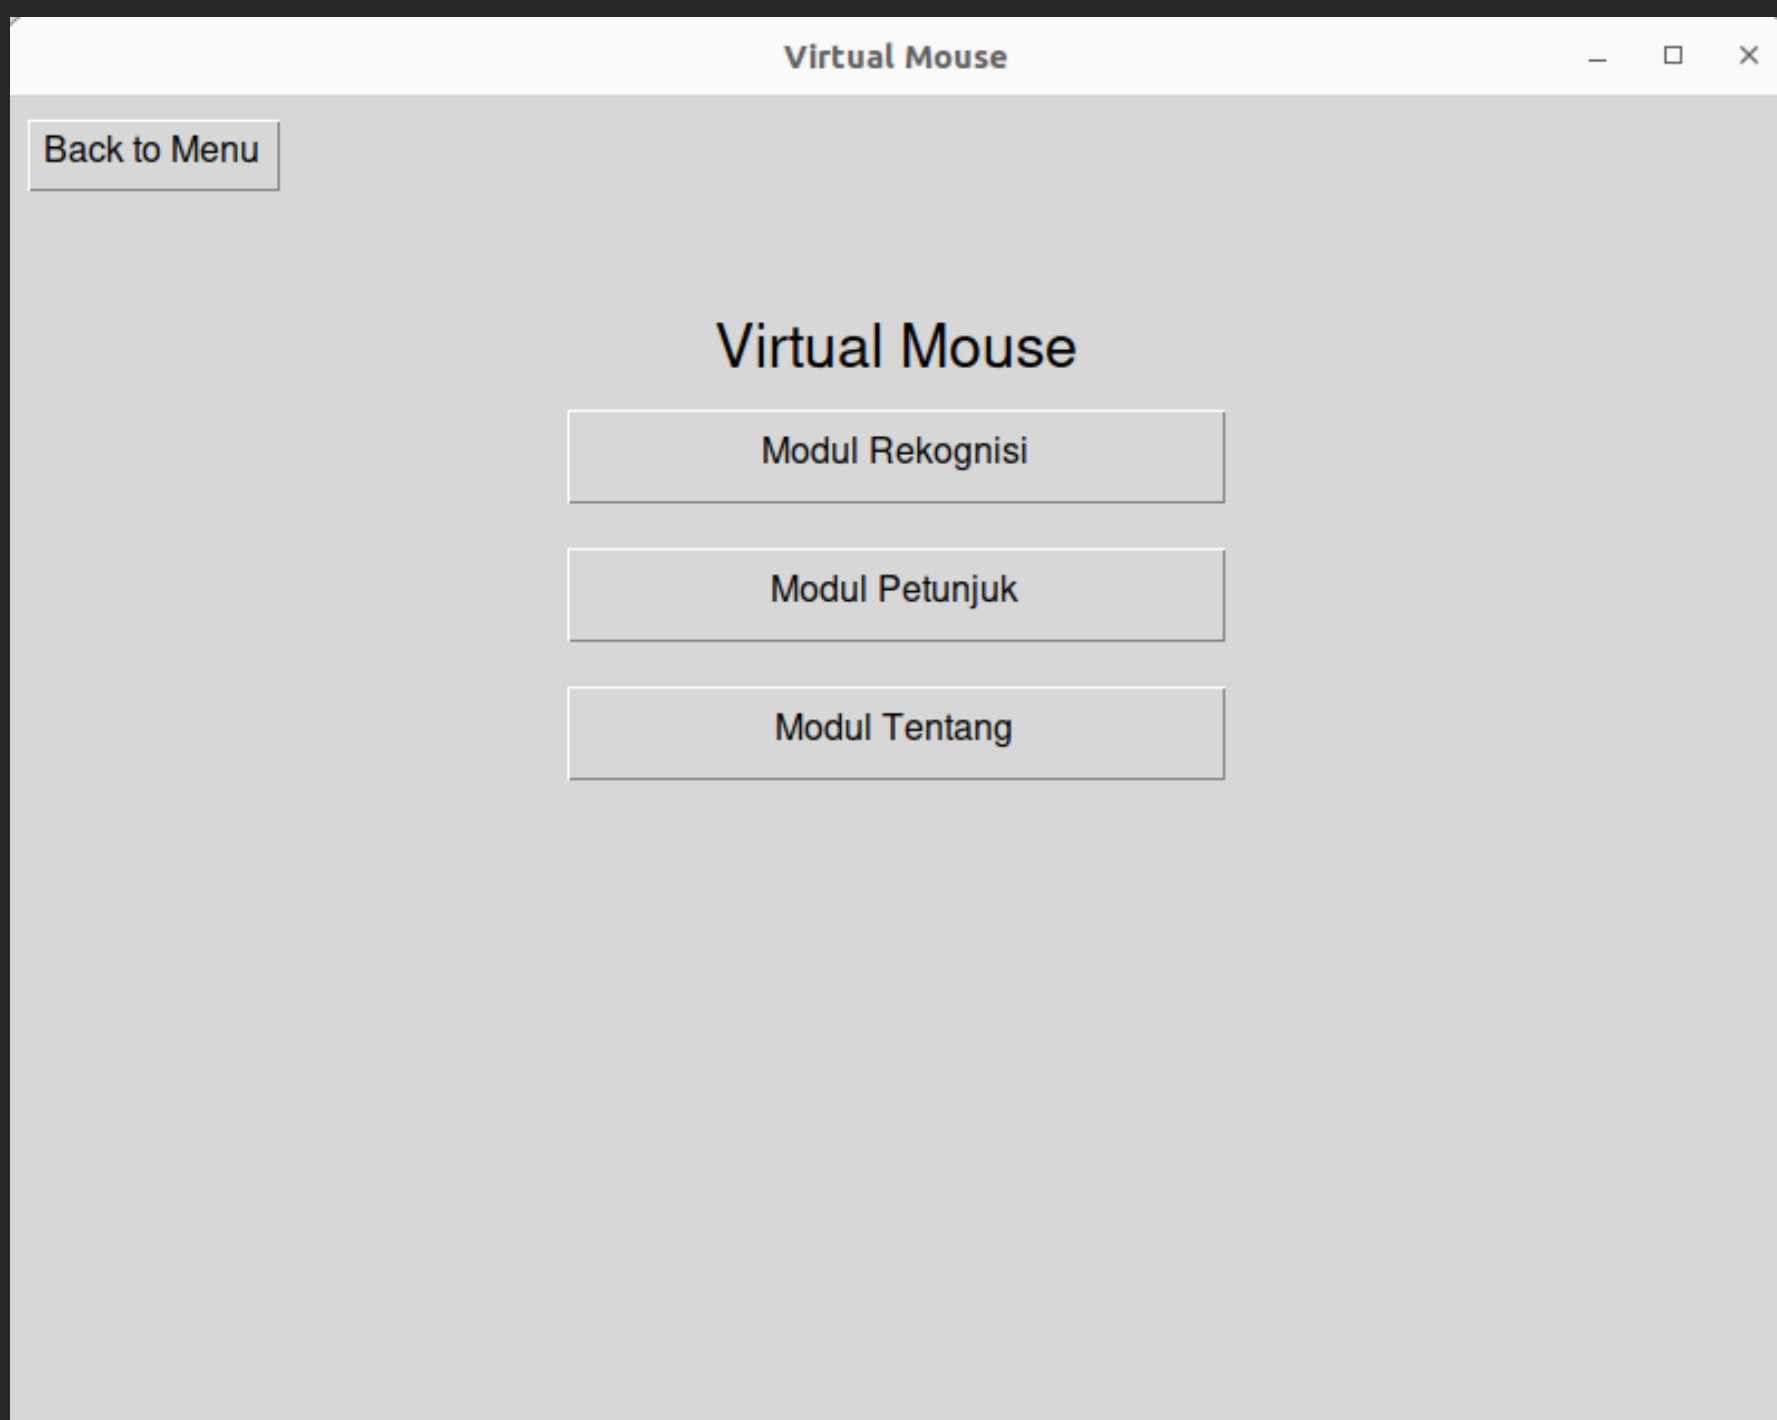 Virtual Mouse
Back to Menu
Virtual Mouse
Modul Rekognisi
Modul Petunjuk
Modul Tentang